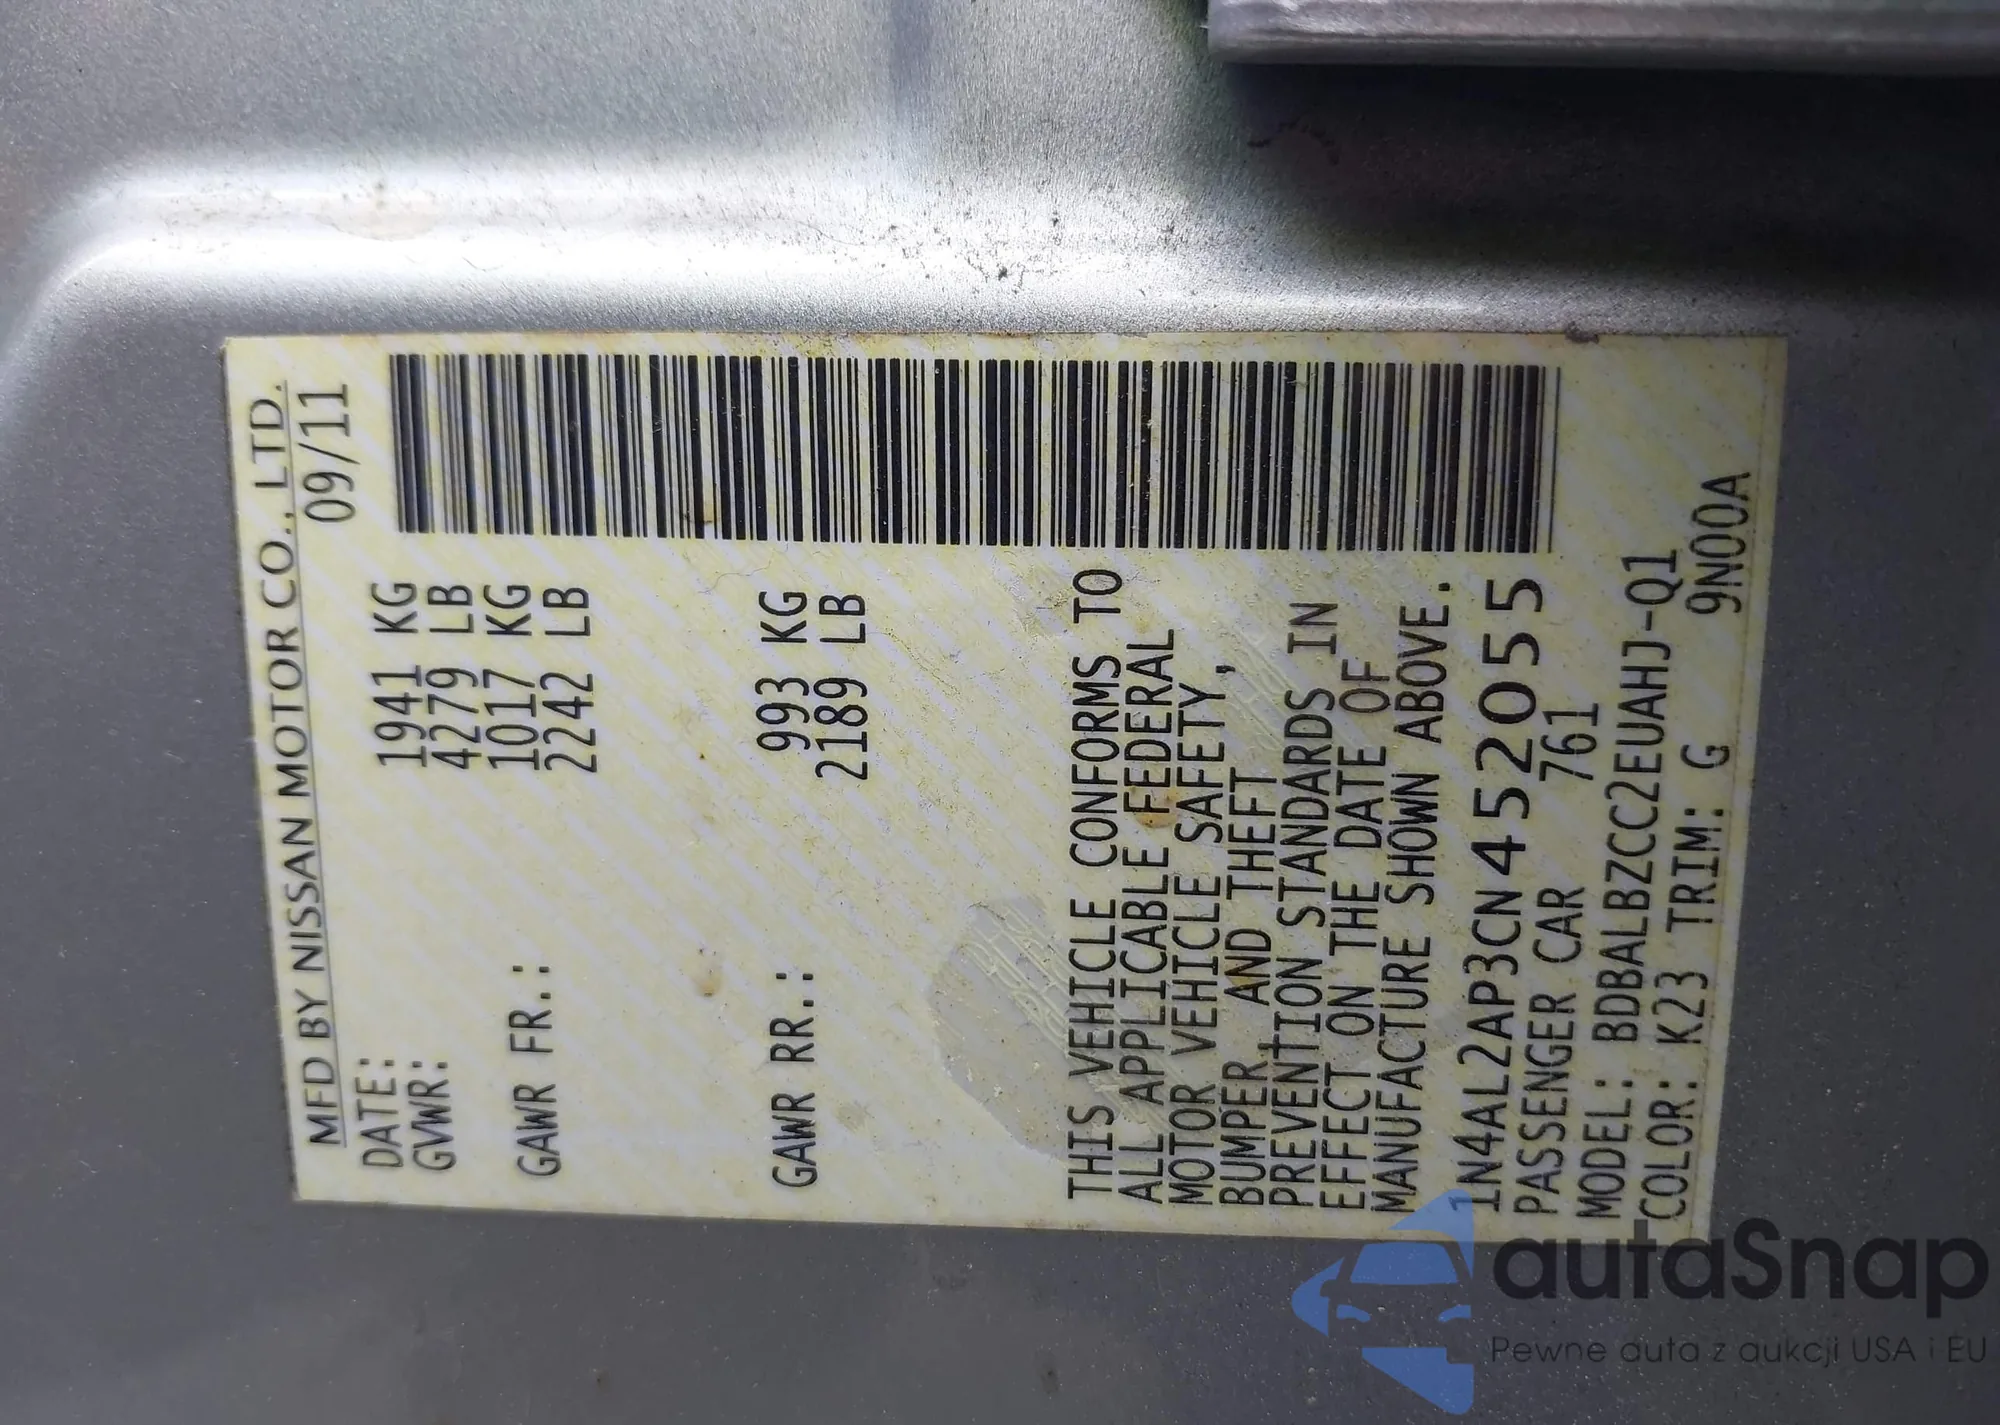 MFD BY NISSAN MOTOR CO., LTD.
DATE: 09/11
GVWR: 1941 KG
4279 LB
GAWR FR.: 1017 KG
2242 LB
GAWR RR.: 993 KG
2189 LB
THIS VEHICLE CONFORMS TO
ALL APPLICABLE FEDERAL
MOTOR VEHICLE SAFETY,
BUMPER AND THEFT
PREVENTION STANDARDS IN
EFFECT ON THE DATE OF
MANUFACTURE SHOWN ABOVE.
1N4AL2AP3CN452055
PASSENGER CAR 761
MODEL: BDBALBZCC2EUAHJ-Q1
COLOR: K23 TRIM: G 9N00A
autaSnap
Pewne auta z aukcji USA i EU